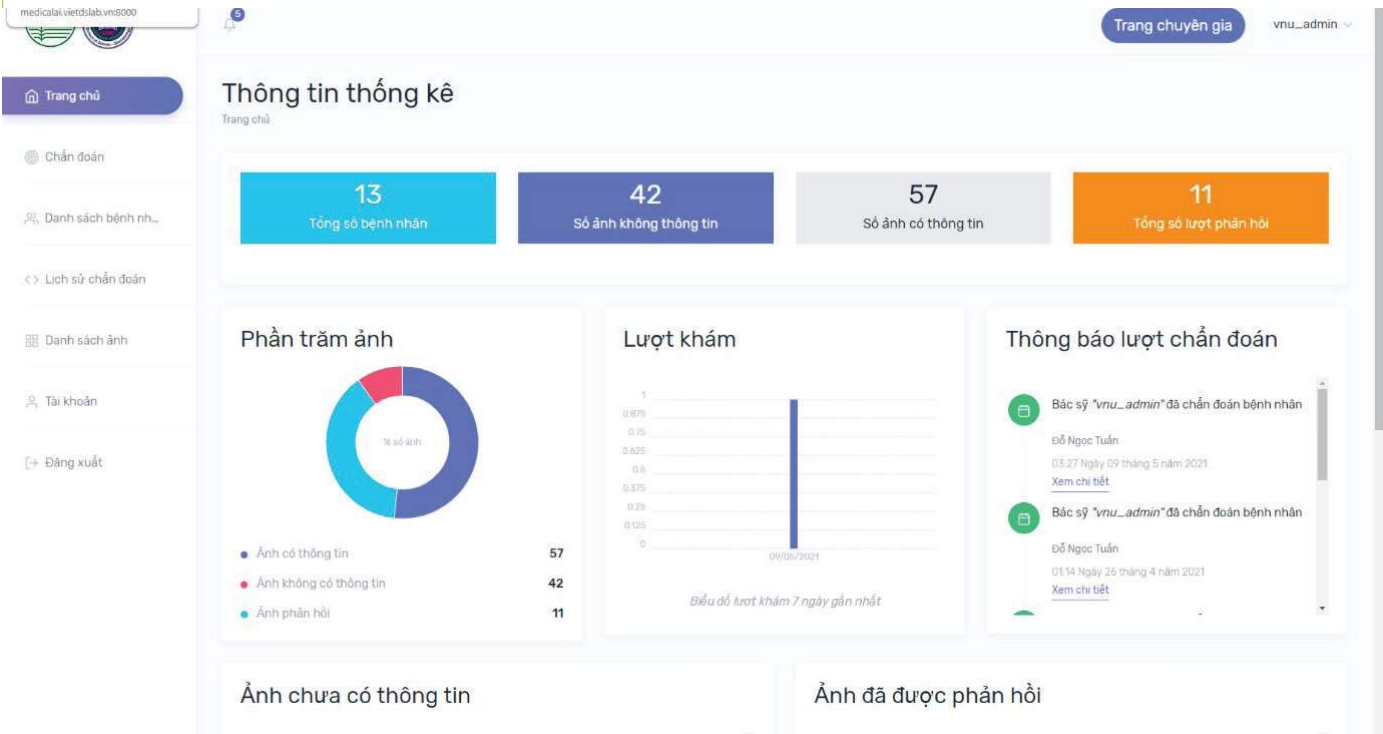 medicalai.vietdslab.vn:8000
5
Trang chuyên gia
vnu_admin
Trang chủ
Chẩn đoán
Danh sách bệnh nh...
Lịch sử chẩn đoán
Danh sách ảnh
Tài khoản
Đăng xuất
Thông tin thống kê
Trang chủ
13
Tổng số bệnh nhân
42
Số ảnh không thông tin
57
Số ảnh có thông tin
11
Tổng số lượt phản hồi
Phần trăm ảnh
% số ảnh
Ảnh có thông tin 57
Ảnh không có thông tin 42
Ảnh phản hồi 11
Lượt khám
1
0.875
0.75
0.625
0.5
0.375
0.25
0.125
0
09/05/2021
Biểu đồ lượt khám 7 ngày gần nhất
Thông báo lượt chẩn đoán
Bác sỹ "vnu_admin" đã chẩn đoán bệnh nhân
Đỗ Ngọc Tuấn
03:27 Ngày 09 tháng 5 năm 2021
Xem chi tiết
Bác sỹ "vnu_admin" đã chẩn đoán bệnh nhân
Đỗ Ngọc Tuấn
01:14 Ngày 26 tháng 4 năm 2021
Xem chi tiết
Ảnh chưa có thông tin
Ảnh đã được phản hồi